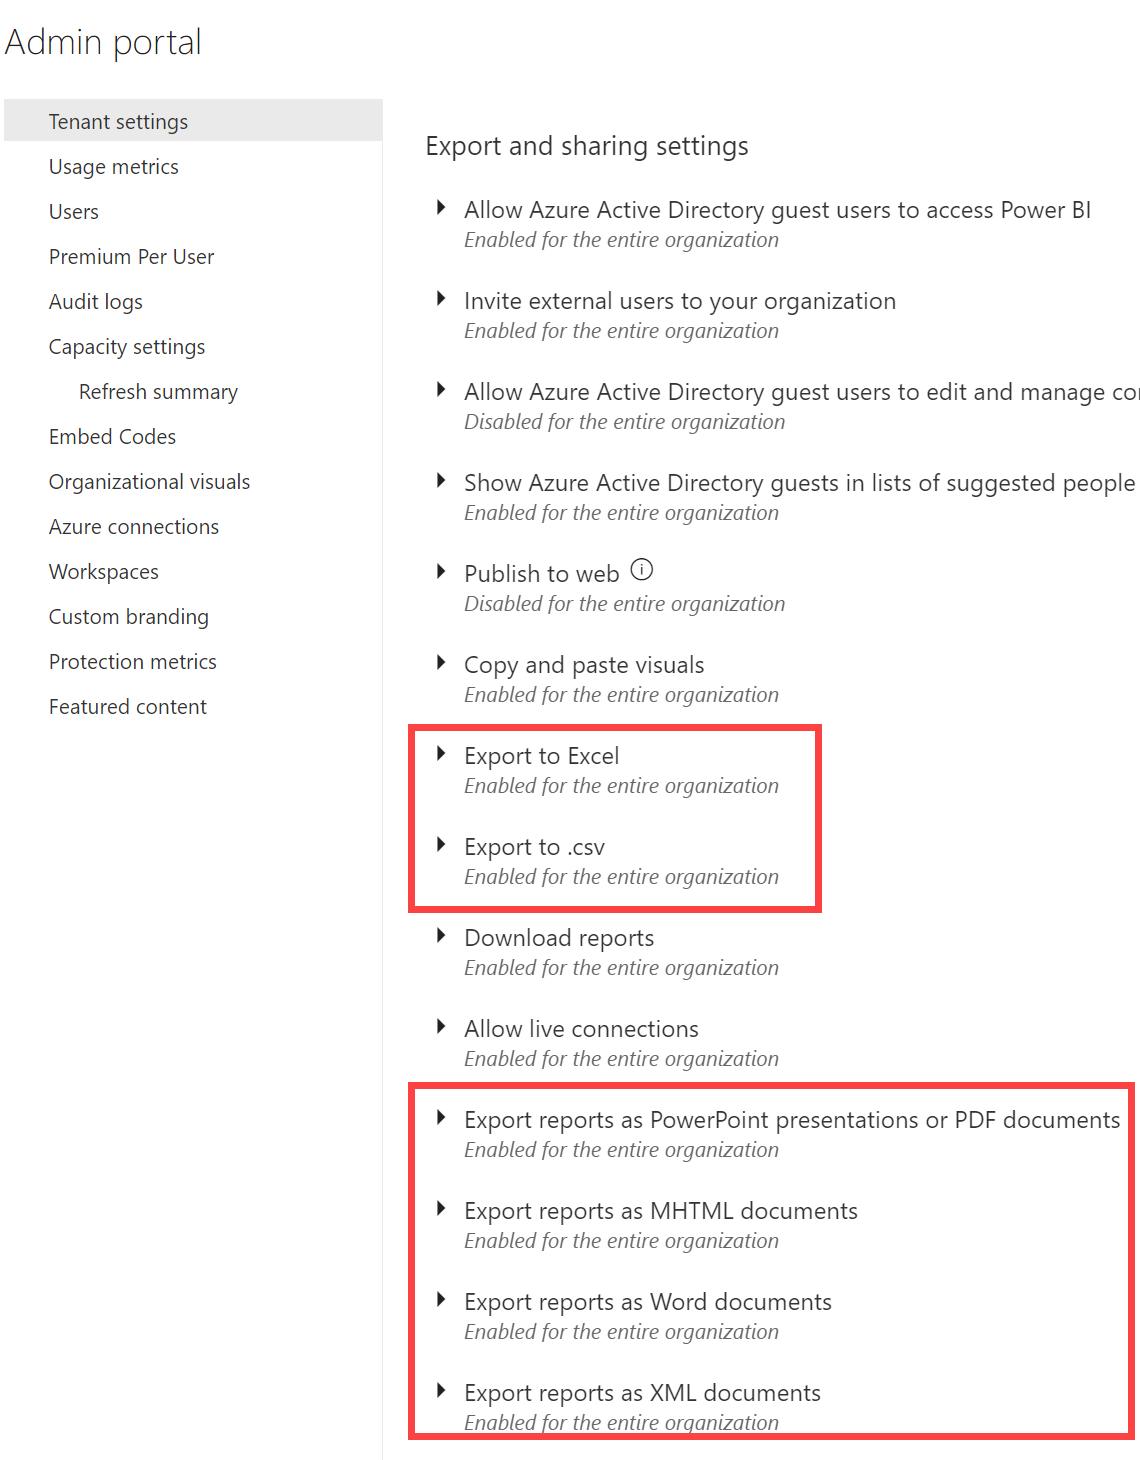 Admin portal
Tenant settings
Usage metrics
Users
Premium Per User
Audit logs
Capacity settings
Refresh summary
Embed Codes
Organizational visuals
Azure connections
Workspaces
Custom branding
Protection metrics
Featured content
Export and sharing settings
Allow Azure Active Directory guest users to access Power BI
Enabled for the entire organization
Invite external users to your organization
Enabled for the entire organization
Allow Azure Active Directory guest users to edit and manage
Disabled for the entire organization
Show Azure Active Directory guests in lists of suggested people
Enabled for the entire organization
Publish to web
Disabled for the entire organization
Copy and paste visuals
Enabled for the entire organization
Export to Excel
Enabled for the entire organization
Export to .csv
Enabled for the entire organization
Download reports
Enabled for the entire organization
Allow live connections
Enabled for the entire organization
Export reports as PowerPoint presentations or PDF documents
Enabled for the entire organization
Export reports as MHTML documents
Enabled for the entire organization
Export reports as Word documents
Enabled for the entire organization
Export reports as XML documents
Enabled for the entire organization